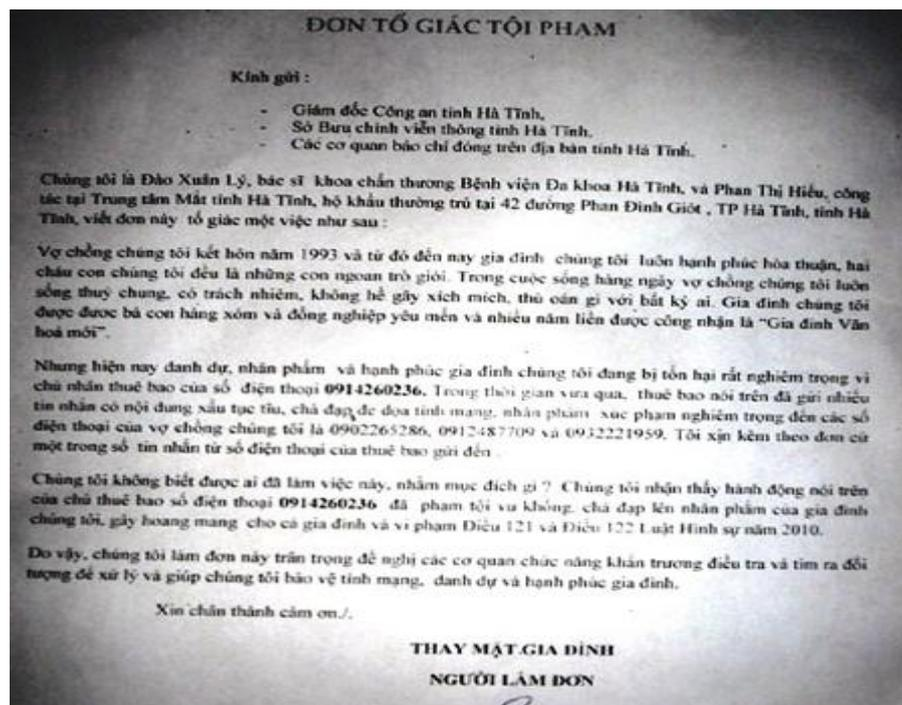 ĐƠN TỐ GIÁC TỘI PHẠM
Kính gửi :
- Giám đốc Công an tỉnh Hà Tĩnh,
- Sở Bưu chính viễn thông tỉnh Hà Tĩnh,
- Các cơ quan báo chí đóng trên địa bàn tỉnh Hà Tĩnh.
Chúng tôi là Đào Xuân Lý, bác sĩ khoa chấn thương Bệnh viện Đa khoa Hà Tĩnh, và Phan Thị Hiếu, công
tác tại Trung tâm Mắt tỉnh Hà Tĩnh, hộ khẩu thường trú tại 42 đường Phan Đình Giót , TP Hà Tĩnh, tỉnh Hà
Tĩnh, viết đơn này tố giác một việc như sau :
Vợ chồng chúng tôi kết hôn năm 1993 và từ đó đến nay gia đình chúng tôi luôn hạnh phúc hòa thuận, hai
cháu con chúng tôi đều là những con ngoan trò giỏi. Trong cuộc sống hàng ngày vợ chồng chúng tôi luôn
sống thuỷ chung, có trách nhiệm, không hề gây xích mích, thù oán gì với bất kỳ ai. Gia đình chúng tôi
được được bà con hàng xóm và đồng nghiệp yêu mến và nhiều năm liền được công nhận là “Gia đình Văn
hoá mới”.
Nhưng hiện nay danh dự, nhân phẩm và hạnh phúc gia đình chúng tôi đang bị tổn hại rất nghiêm trọng vì
chủ nhân thuê bao của số điện thoại 0914260236. Trong thời gian vừa qua, thuê bao nói trên đã gửi nhiều
tin nhắn có nội dung xấu tục tĩu, chà đạp, đe dọa tính mạng, nhân phẩm xúc phạm nghiêm trọng đến các số
điện thoại của vợ chồng chúng tôi là 0902265286, 0912487709 và 0932221959. Tôi xin kèm theo đơn cứ
một trong số tin nhắn từ số điện thoại của thuê bao gửi đến .
Chúng tôi không biết được ai đã làm việc này, nhằm mục đích gì ? Chúng tôi nhận thấy hành động nói trên
của chủ thuê bao số điện thoại 0914260236 đã phạm tội vu khống, chà đạp lên nhân phẩm của gia đình
chúng tôi, gây hoang mang cho cả gia đình và vi phạm Điều 121 và Điều 122 Luật Hình sự năm 2010.
Do vậy, chúng tôi làm đơn này trân trọng đề nghị các cơ quan chức năng khẩn trương điều tra và tìm ra đối
tượng để xử lý và giúp chúng tôi bảo vệ tính mạng, danh dự và hạnh phúc gia đình.
Xin chân thành cảm ơn./.
THAY MẶT GIA ĐÌNH
NGƯỜI LÀM ĐƠN